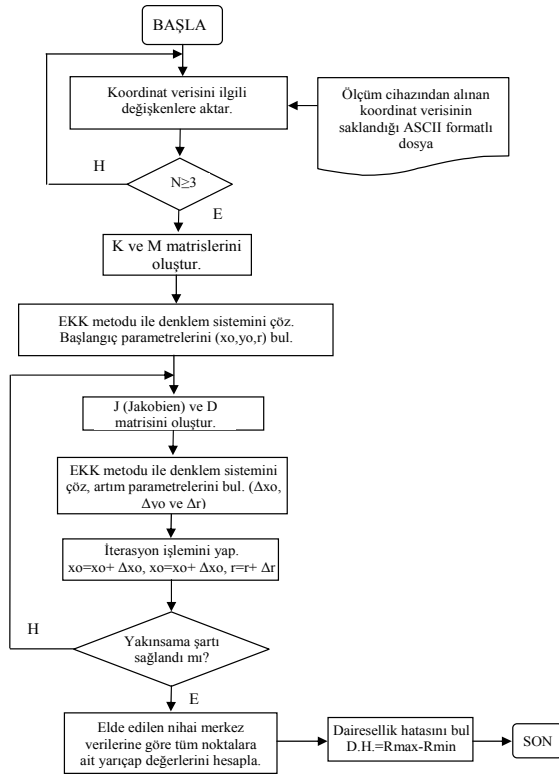 BAŞLA
Koordinat verisini ilgili
değişkenlere aktar.
Ölçüm cihazından alınan
koordinat verisinin
saklandığı ASCII formatlı
dosya
H
N≥3
E
K ve M matrislerini
oluştur.
EKK metodu ile denklem sistemini çöz.
Başlangıç parametrelerini (xo,yo,r) bul.
J (Jakobien) ve D
matrisini oluştur.
EKK metodu ile denklem sistemini
çöz, artım parametrelerini bul. (Δxo,
Δyo ve Δr)
İterasyon işlemini yap.
xo=xo+ Δxo, xo=xo+ Δxo, r=r+ Δr
H
Yakınsama şartı
sağlandı mı?
E
Elde edilen nihai merkez
verilerine göre tüm noktalara
ait yarıçap değerlerini hesapla.
Dairesellik hatasını bul
D.H.=Rmax-Rmin
SON